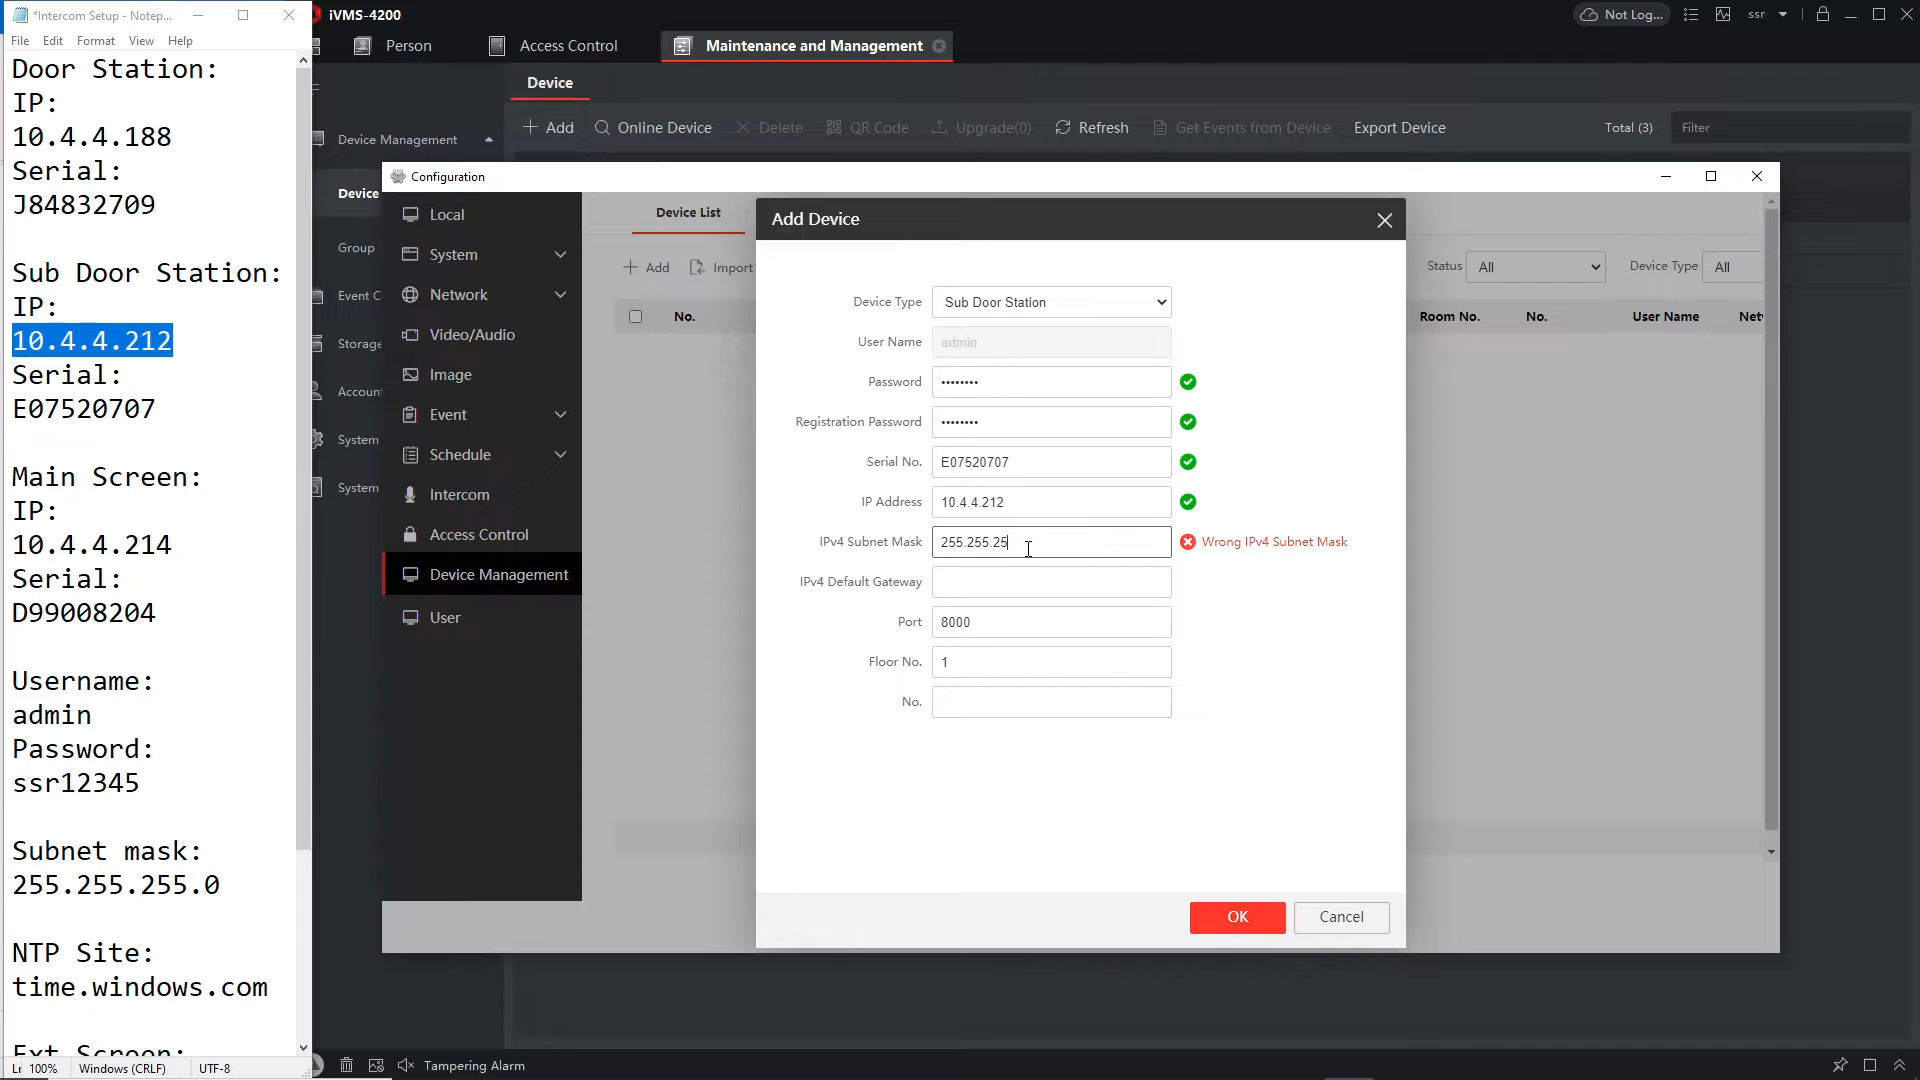 *Intercom Setup - Notep...
File Edit Format View Help
Door Station:
IP:
10.4.4.188
Serial:
J84832709
Sub Door Station:
IP:
10.4.4.212
Serial:
E07520707
Main Screen:
IP:
10.4.4.214
Serial:
D99008204
Username:
admin
Password:
ssr12345
Subnet mask:
255.255.255.0
NTP Site:
time.windows.com
Ext Screen:
Ln 100% Windows (CRLF) UTF-8
iVMS-4200
Not Log...
ssr
Person
Access Control
Maintenance and Management
Device
Add
Online Device
Delete
QR Code
Upgrade(0)
Refresh
Get Events from Device
Export Device
Total (3)
Filter
Device Management
Device
Group
Event C
Storage
Accoun
System
System
Configuration
Local
System
Network
Video/Audio
Image
Event
Schedule
Intercom
Access Control
Device Management
User
Device List
Add
Import
Status
All
Device Type
All
No.
Room No.
No.
User Name
Net
Add Device
Device Type Sub Door Station
User Name admin
Password ••••••••
Registration Password ••••••••
Serial No. E07520707
IP Address 10.4.4.212
IPv4 Subnet Mask 255.255.25 Wrong IPv4 Subnet Mask
IPv4 Default Gateway
Port 8000
Floor No. 1
No.
OK
Cancel
Tampering Alarm